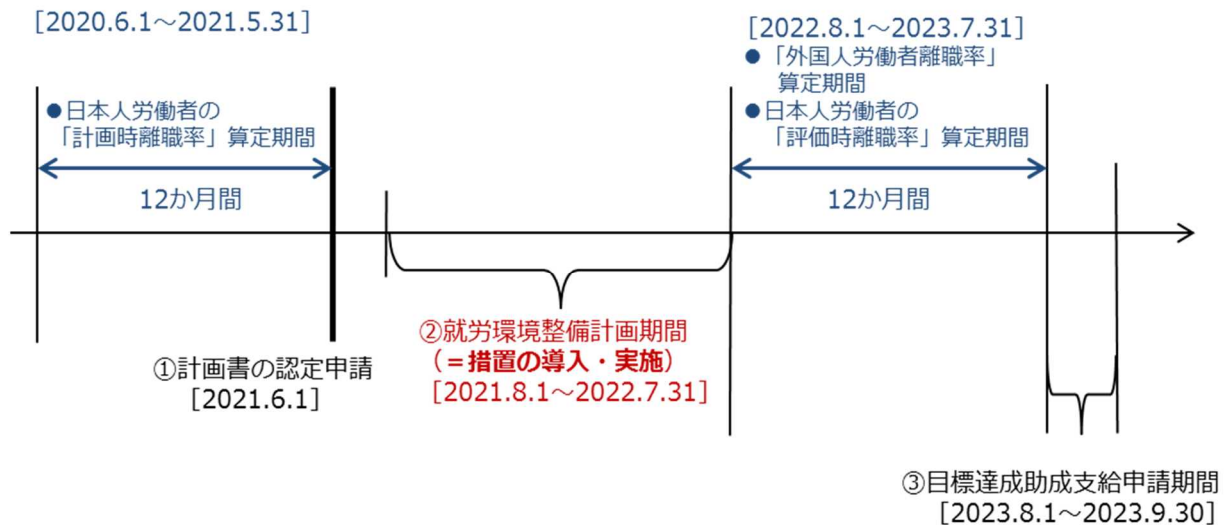 [2020.6.1～2021.5.31]
●日本人労働者の
「計画時離職率」算定期間
12か月間
[2022.8.1～2023.7.31]
●「外国人労働者離職率」
算定期間
●日本人労働者の
「評価時離職率」算定期間
12か月間
①計画書の認定申請
[2021.6.1]
②就労環境整備計画期間
(＝措置の導入・実施)
[2021.8.1～2022.7.31]
③目標達成助成支給申請期間
[2023.8.1～2023.9.30]